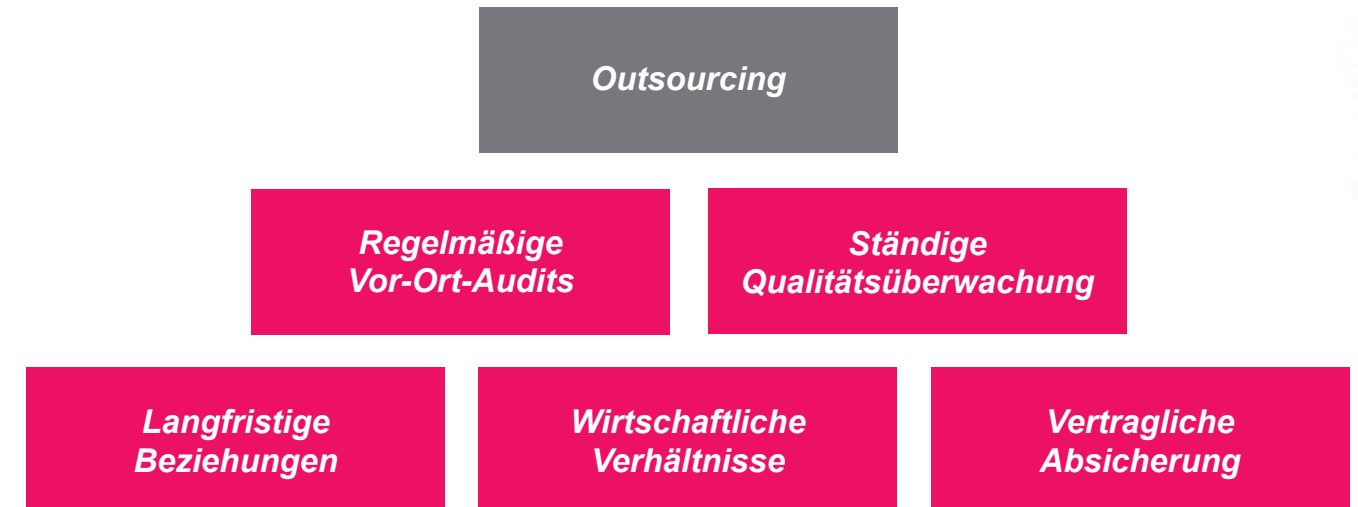 Outsourcing
Regelmäßige
Vor-Ort-Audits
Ständige
Qualitätsüberwachung
Langfristige
Beziehungen
Wirtschaftliche
Verhältnisse
Vertragliche
Absicherung